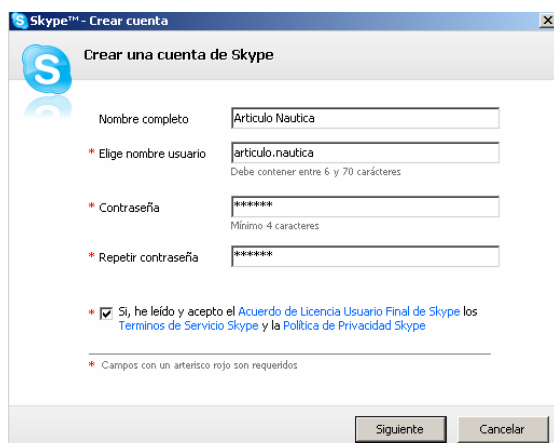 Skype™ - Crear cuenta
Crear una cuenta de Skype
Nombre completo Articulo Nautica
* Elige nombre usuario articulo.nautica
Debe contener entre 6 y 70 carácteres
* Contraseña ******
Mínimo 4 caracteres
* Repetir contraseña ******
* Si, he leído y acepto el Acuerdo de Licencia Usuario Final de Skype los
Terminos de Servicio Skype y la Política de Privacidad Skype
* Campos con un arterisco rojo son requeridos
Siguiente Cancelar